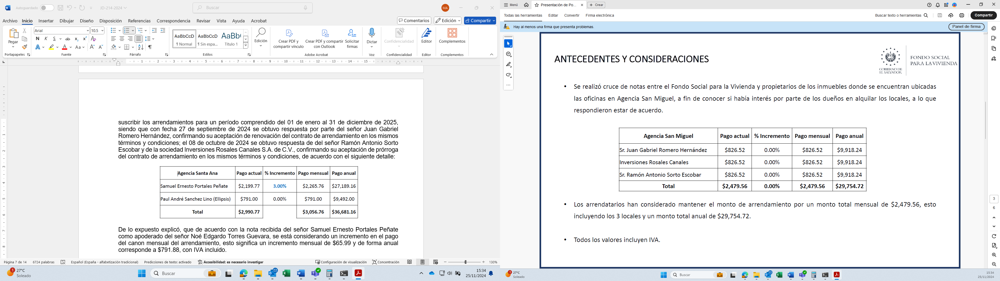 Autoguardado
JD-214-2024
Buscar
MA
Archivo Inicio Insertar Dibujar Diseño Disposición Referencias Correspondencia Revisar Vista Ayuda Acrobat
Comentarios Edición Compartir
Pegar
Arial 10.5
N K S ab x₂ x² A
A A Aa A A
AaBbCcD AaBbCcD AaBb
¶ Normal ¶ Sin espa... Título 1
Edición
Crear PDF y compartir vínculo
Crear PDF y compartir con Outlook
Solicitar firmas
Dictar
Confidencialidad
Editor
Complementos
Portapapeles Fuente Párrafo Estilos Adobe Acrobat Voz Confidencialidad Editor Complementos
1 2 3 4 5 6 7 8 9 10 11 12 13 14 15
suscribir los arrendamientos para un período comprendido del 01 de enero al 31 de diciembre de 2025,
siendo que con fecha 27 de septiembre de 2024 se obtuvo respuesta por parte del señor Juan Gabriel
Romero Hernández, confirmando su aceptación de renovación del contrato de arrendamiento en los mismos
términos y condiciones; el 08 de octubre de 2024 se obtuvo respuesta de del señor Ramón Antonio Sorto
Escobar y de la sociedad Inversiones Rosales Canales S.A. de C.V., confirmando su aceptación de prórroga
del contrato de arrendamiento en los mismos términos y condiciones, de acuerdo con el siguiente detalle:
Agencia Santa Ana Pago actual % Incremento Pago mensual Pago anual
Samuel Ernesto Portales Peñate $2,199.77 3.00% $2,265.76 $27,189.16
Paul André Sanchez Lino (Ellipsis) $791.00 0.00% $791.00 $9,492.00
Total $2,990.77 $3,056.76 $36,681.16
De lo expuesto explicó, que de acuerdo con la nota recibida del señor Samuel Ernesto Portales Peñate
como apoderado del señor Noé Edgardo Torres Guevara, se está considerando un incremento en el pago
del canon mensual del arrendamiento, esto significa un incremento mensual de $65.99 y de forma anual
corresponde a $791.88, con IVA incluido.
Página 7 de 14 6724 palabras Español (España - alfabetización tradicional) Predicciones de texto: activado Accesibilidad: es necesario investigar Configuración de visualización Concentración 130%
1 27°C
Soleado
Buscar
15:34
25/11/2024
Menú Presentación de Po... Crear
Todas las herramientas Editar Convertir Firma electrónica
Buscar texto o herramientas Compartir
Hay al menos una firma que presenta problemas.
Panel de firma
ANTECEDENTES Y CONSIDERACIONES
GOBIERNO DE
EL SALVADOR
FONDO SOCIAL
PARA LA VIVIENDA
• Se realizó cruce de notas entre el Fondo Social para la Vivienda y propietarios de los inmuebles donde se encuentran ubicadas
las oficinas en Agencia San Miguel, a fin de conocer si había interés por parte de los dueños en alquilar los locales, a lo que
respondieron estar de acuerdo.
Agencia San Miguel Pago actual % Incremento Pago mensual Pago anual
Sr. Juan Gabriel Romero Hernández $826.52 0.00% $826.52 $9,918.24
Inversiones Rosales Canales $826.52 0.00% $826.52 $9,918.24
Sr. Ramón Antonio Sorto Escobar $826.52 0.00% $826.52 $9,918.24
Total $2,479.56 0.00% $2,479.56 $29,754.72
• Los arrendatarios han considerado mantener el monto de arrendamiento por un monto total mensual de $2,479.56, esto
incluyendo los 3 locales y un monto total anual de $29,754.72.
• Todos los valores incluyen IVA.
3
6
1 27°C
Soleado
Buscar
15:34
25/11/2024